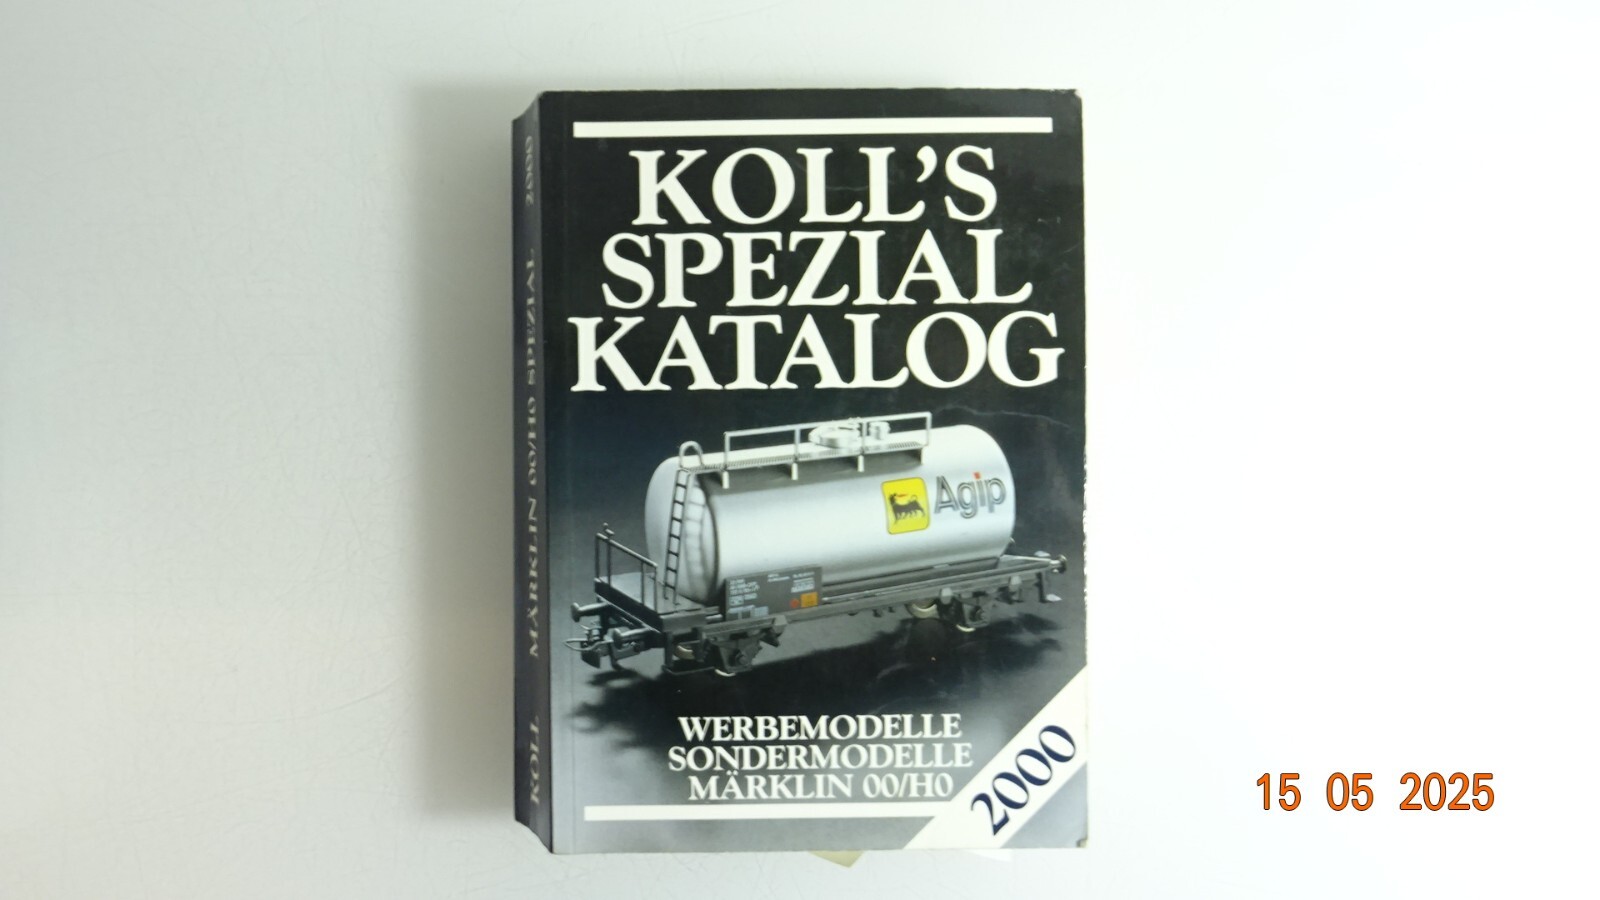 KOLL'S
SPEZIAL
KATALOG
Agip
WERBEMODELLE
SONDERMODELLE
MÄRKLIN 00/H0
2000
KOLL MÄRKLIN 00/H0 SPEZIAL 2000
15 05 2025